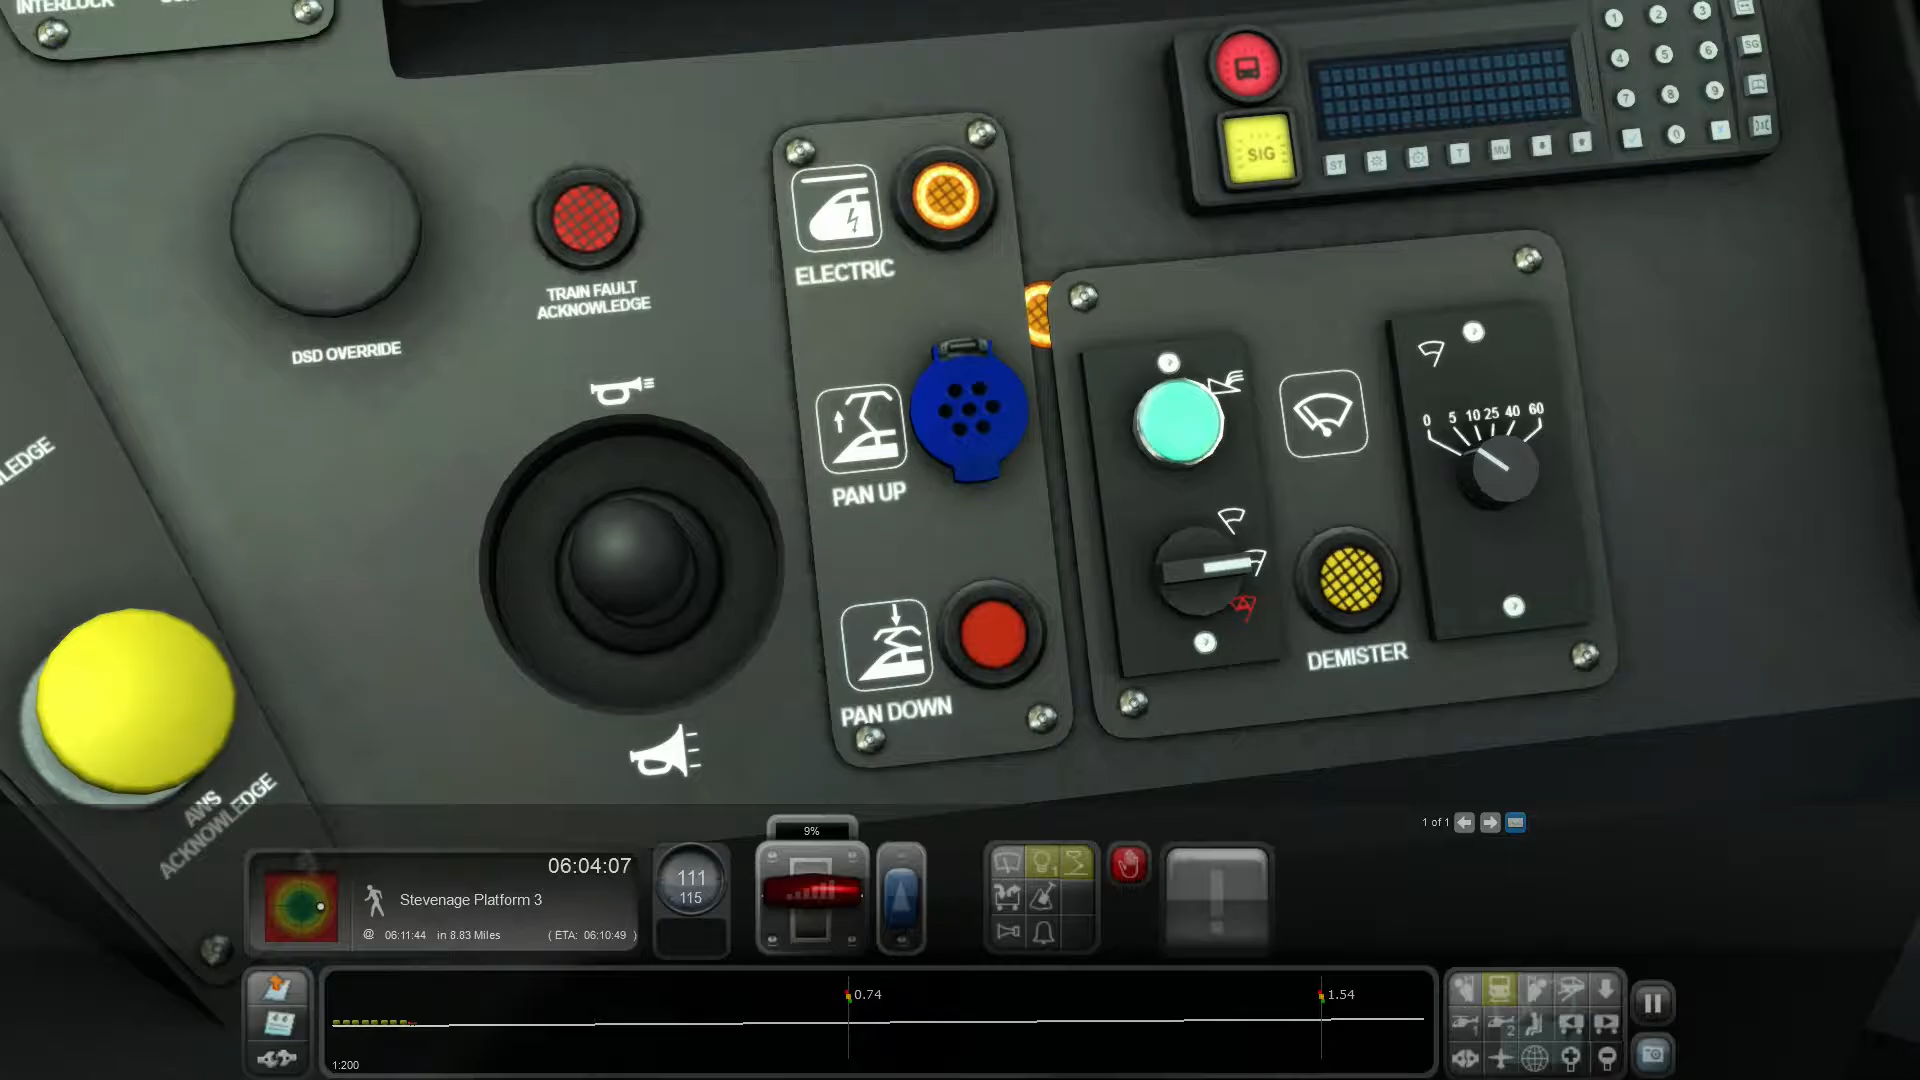 INTERLOCK
1 2 3
4 5 6 SG
7 8 9
SIG
ST T MU 0
ELECTRIC
TRAIN FAULT
ACKNOWLEDGE
DSD OVERRIDE
0 5 10 25 40 60
PAN UP
LEDGE
DEMISTER
PAN DOWN
AWS
ACKNOWLEDGE
9%
1 of 1
06:04:07
111
115
Stevenage Platform 3
@ 06:11:44 in 8.83 Miles ( ETA: 06:10:49 )
0.74
1.54
1:200